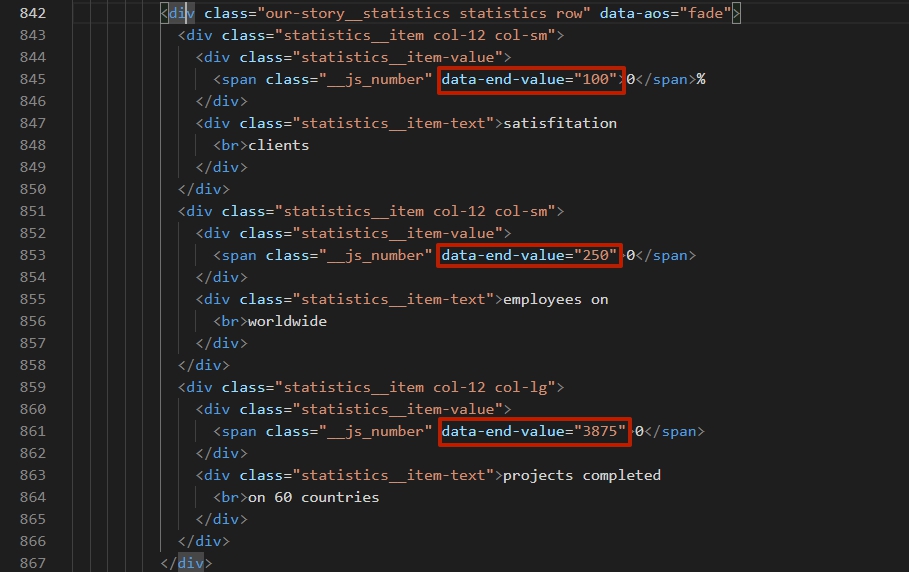 842 <div class="our-story__statistics statistics row" data-aos="fade">
843 <div class="statistics__item col-12 col-sm">
844 <div class="statistics__item-value">
845 <span class="__js_number" data-end-value="100">0</span>%
846 </div>
847 <div class="statistics__item-text">satisfitation
848 <br>clients
849 </div>
850 </div>
851 <div class="statistics__item col-12 col-sm">
852 <div class="statistics__item-value">
853 <span class="__js_number" data-end-value="250">0</span>
854 </div>
855 <div class="statistics__item-text">employees on
856 <br>worldwide
857 </div>
858 </div>
859 <div class="statistics__item col-12 col-lg">
860 <div class="statistics__item-value">
861 <span class="__js_number" data-end-value="3875">0</span>
862 </div>
863 <div class="statistics__item-text">projects completed
864 <br>on 60 countries
865 </div>
866 </div>
867 </div>